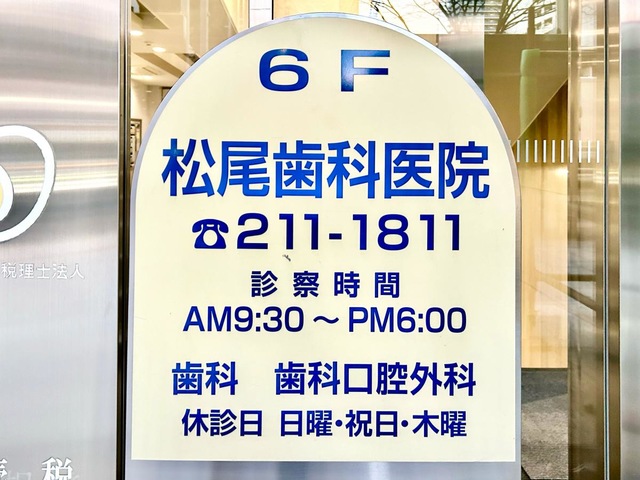 6F
松尾歯科医院
☎211-1811
診察時間
AM9:30～PM6:00
歯科 歯科口腔外科
休診日 日曜・祝日・木曜
税理士法人
税